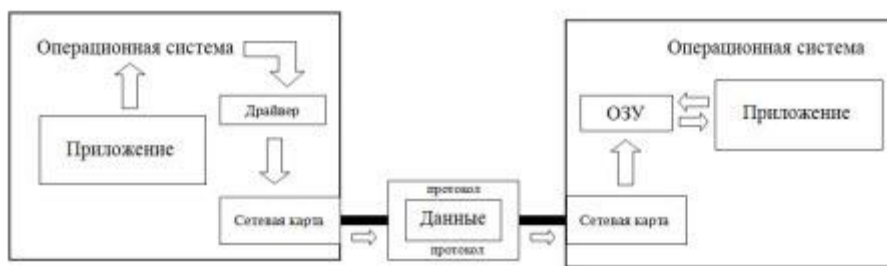 Операционная система
Драйвер
Приложение
Сетевая карта
протокол
Данные
протокол
Операционная система
ОЗУ
Приложение
Сетевая карта